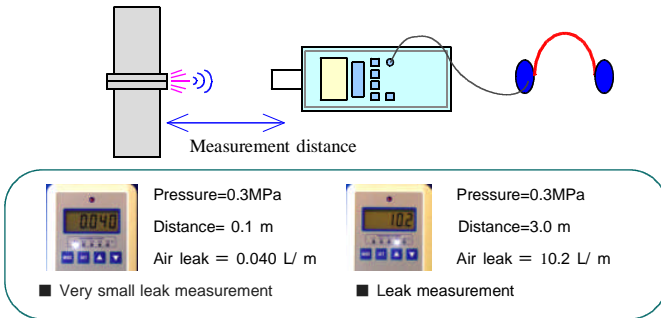 Measurement distance
0.040
Pressure=0.3MPa
Distance= 0.1 m
Air leak = 0.040 L/ m
■ Very small leak measurement
10.2
Pressure=0.3MPa
Distance=3.0 m
Air leak = 10.2 L/ m
■ Leak measurement